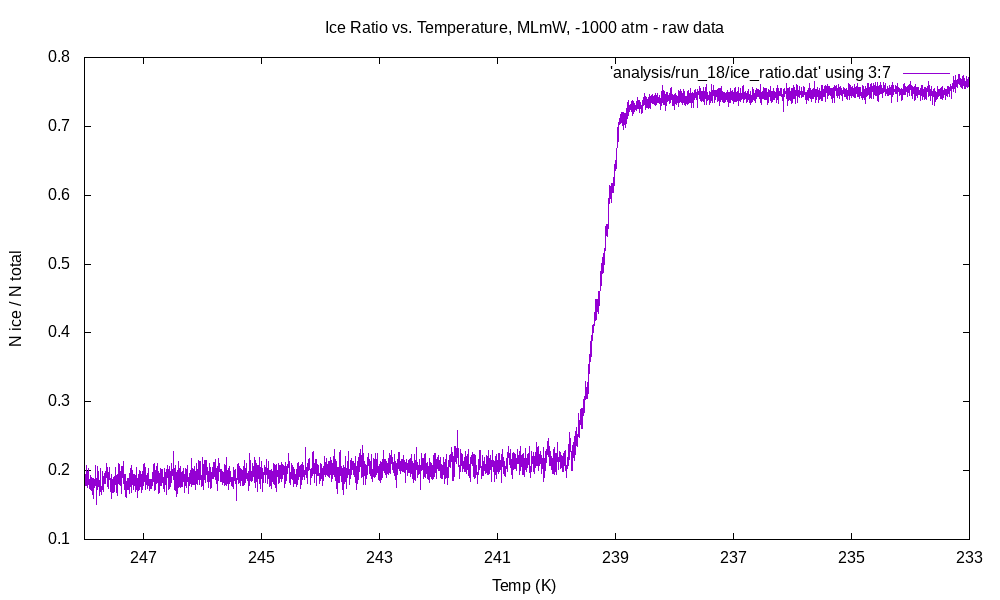 Ice Ratio vs. Temperature, MLmW, -1000 atm - raw data
'analysis/run_18/ice_ratio.dat' using 3:7
N ice / N total
0.8
0.7
0.6
0.5
0.4
0.3
0.2
0.1
247 245 243 241 239 237 235 233
Temp (K)